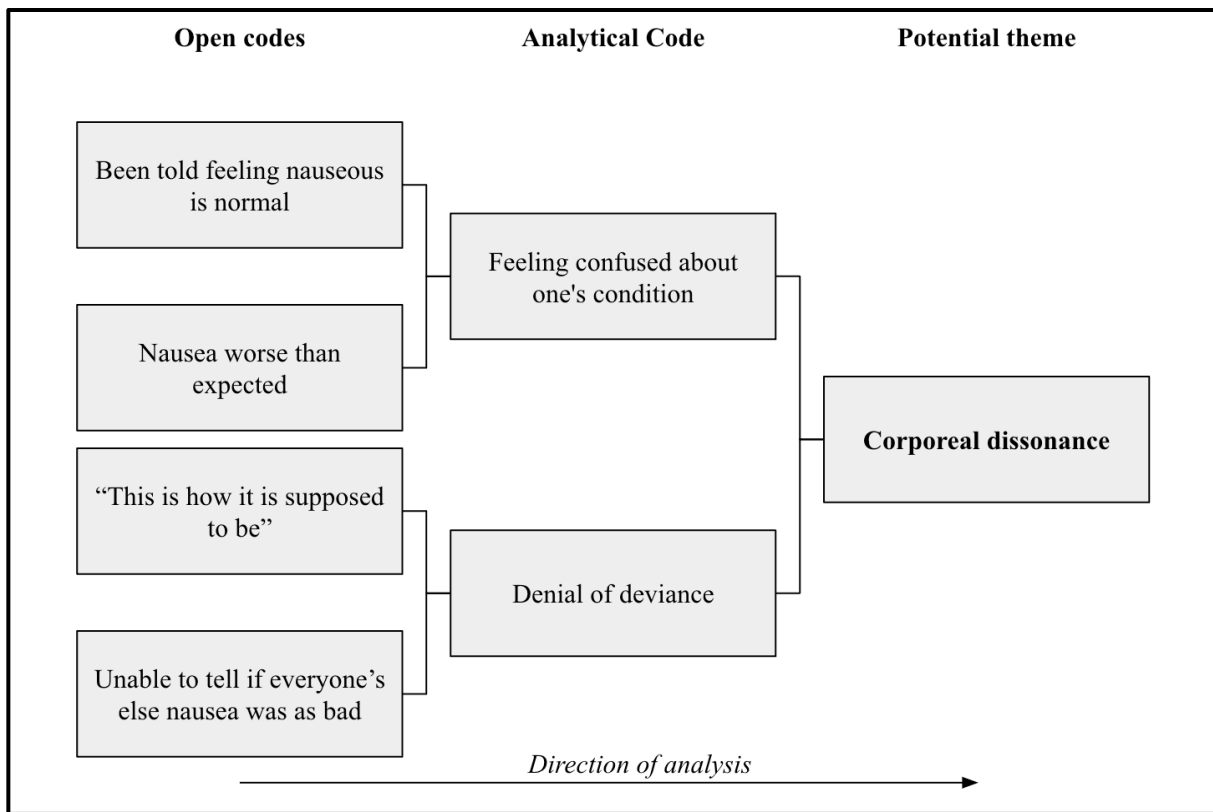 Open codes
Analytical Code
Potential theme
Been told feeling nauseous
is normal
Nausea worse than
expected
“This is how it is supposed
to be”
Unable to tell if everyone’s
else nausea was as bad
Feeling confused about
one's condition
Denial of deviance
Corporeal dissonance
Direction of analysis